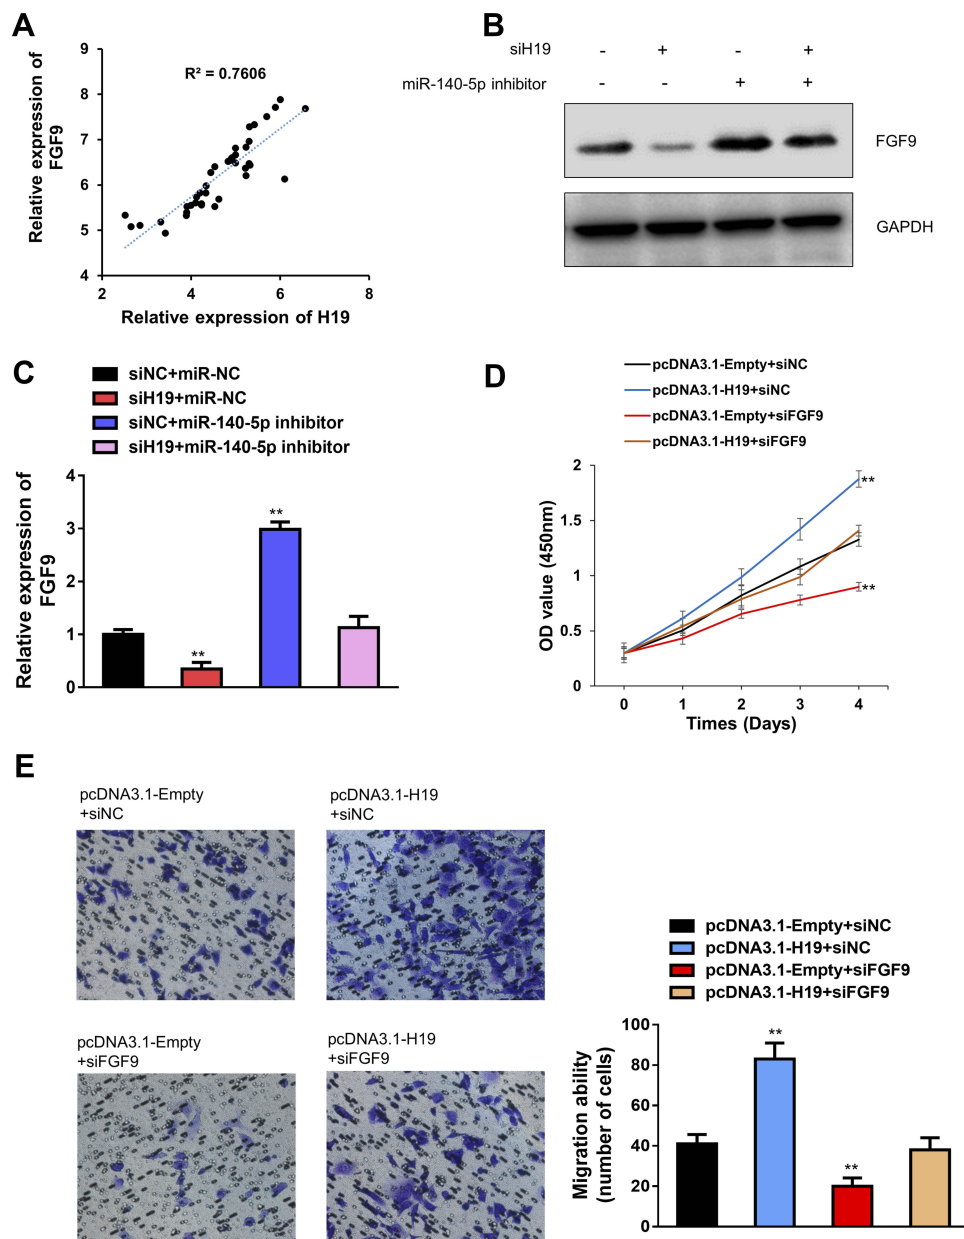 A
9
8
7
6
5
4
R² = 0.7606
Relative expression of
FGF9
2
4
6
8
Relative expression of H19
B
siH19 - + - +
miR-140-5p inhibitor - - + +
FGF9
GAPDH
C
siNC+miR-NC
siH19+miR-NC
siNC+miR-140-5p inhibitor
siH19+miR-140-5p inhibitor
Relative expression of
FGF9
4
3
2
1
0
**
**
D
pcDNA3.1-Empty+siNC
pcDNA3.1-H19+siNC
pcDNA3.1-Empty+siFGF9
pcDNA3.1-H19+siFGF9
OD value (450nm)
2
1.5
1
0.5
0
**
**
0 1 2 3 4
Times (Days)
E
pcDNA3.1-Empty
+siNC
pcDNA3.1-H19
+siNC
pcDNA3.1-Empty
+siFGF9
pcDNA3.1-H19
+siFGF9
pcDNA3.1-Empty+siNC
pcDNA3.1-H19+siNC
pcDNA3.1-Empty+siFGF9
pcDNA3.1-H19+siFGF9
Migration ability
(number of cells)
100
80
60
40
20
0
**
**